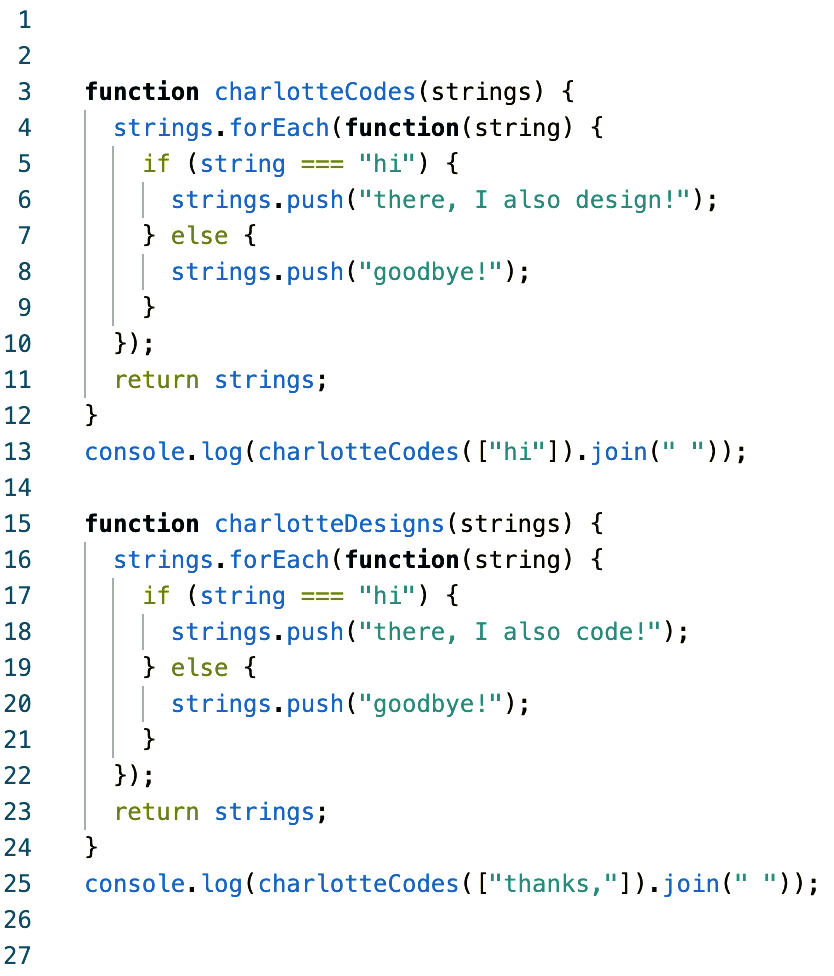 1
2
3 function charlotteCodes(strings) {
4   strings.forEach(function(string) {
5     if (string === "hi") {
6       strings.push("there, I also design!");
7     } else {
8       strings.push("goodbye!");
9     }
10   });
11   return strings;
12 }
13 console.log(charlotteCodes(["hi"]).join(" "));
14
15 function charlotteDesigns(strings) {
16   strings.forEach(function(string) {
17     if (string === "hi") {
18       strings.push("there, I also code!");
19     } else {
20       strings.push("goodbye!");
21     }
22   });
23   return strings;
24 }
25 console.log(charlotteCodes(["thanks,"]).join(" "));
26
27